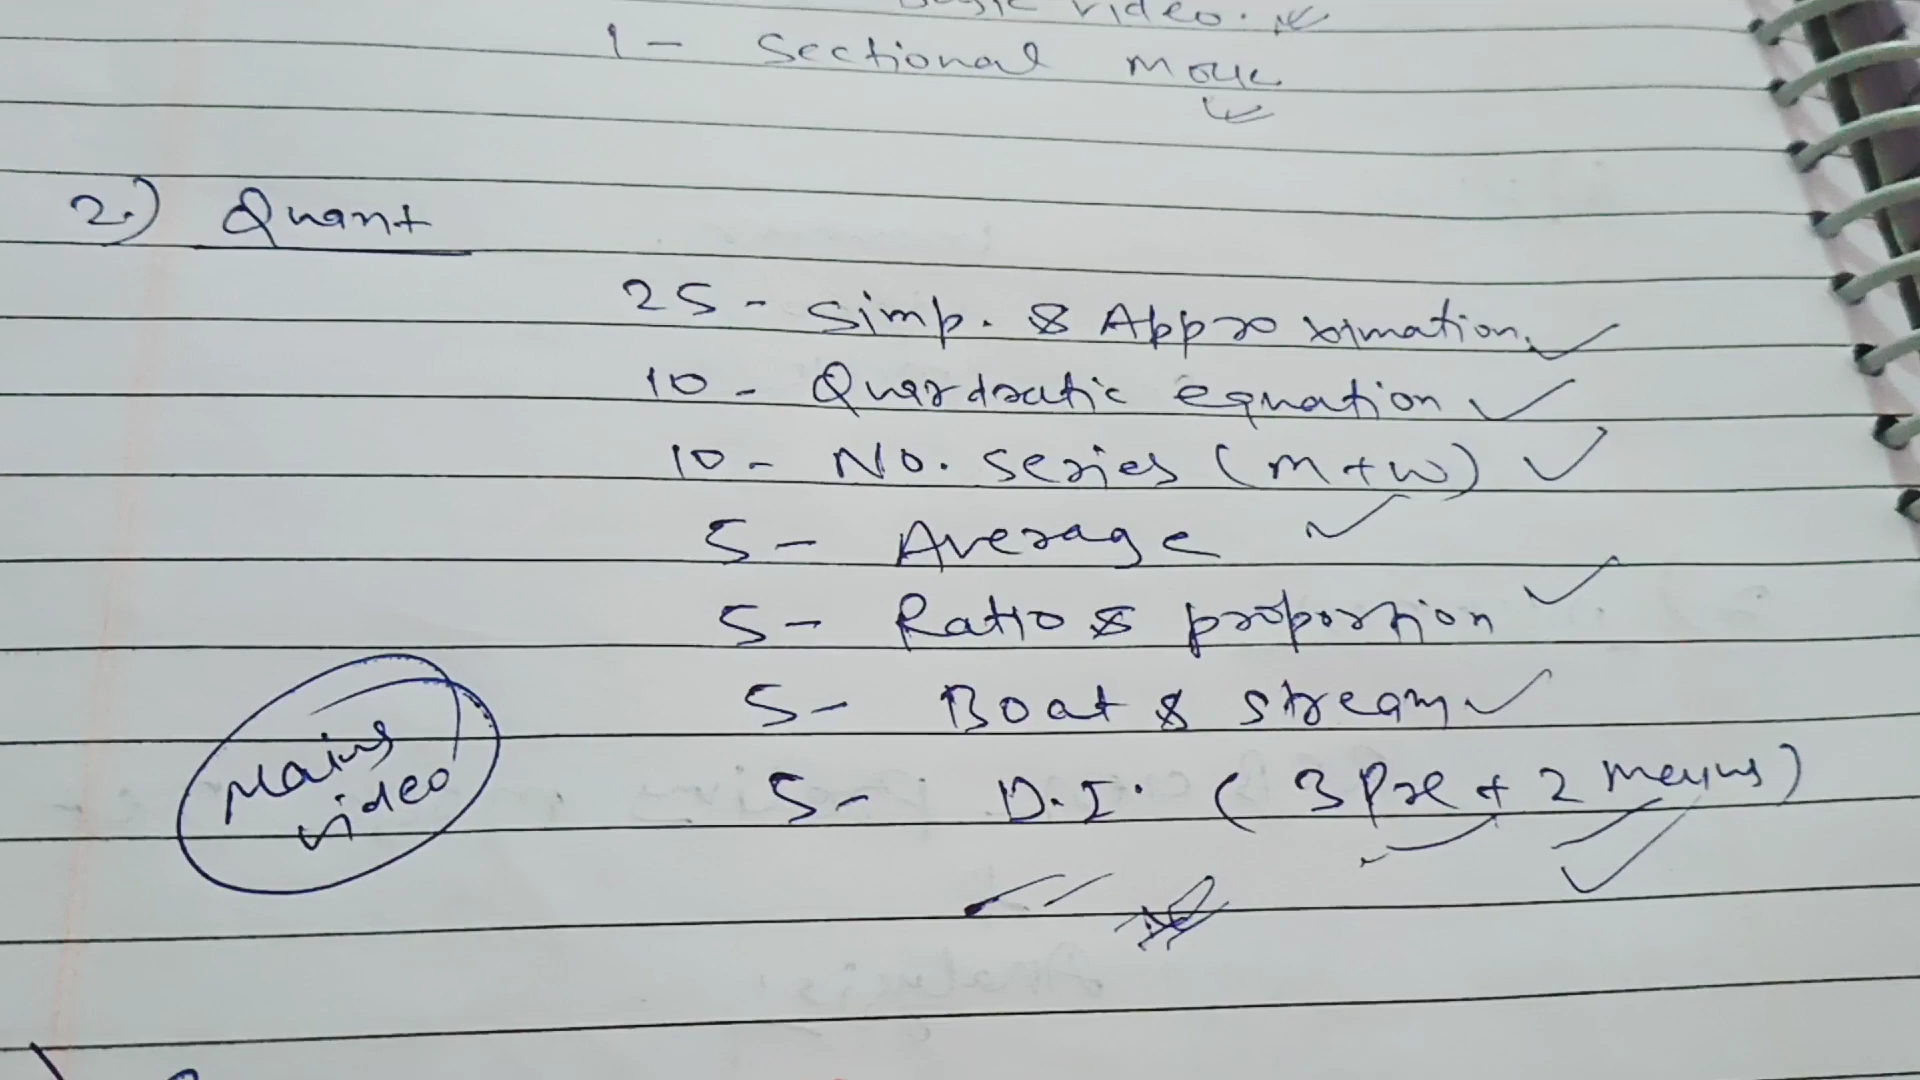 video.
1 - Sectional Mock
2.) Quant
25 - Simp. & Approximation.
10 - Quardratic equation
10 - No. series (m+w)
5 - Average
5 - Ratio & proportion
5 - Boat & stream
5 - D.I. (3 Pre + 2 Mains)
Mains
video